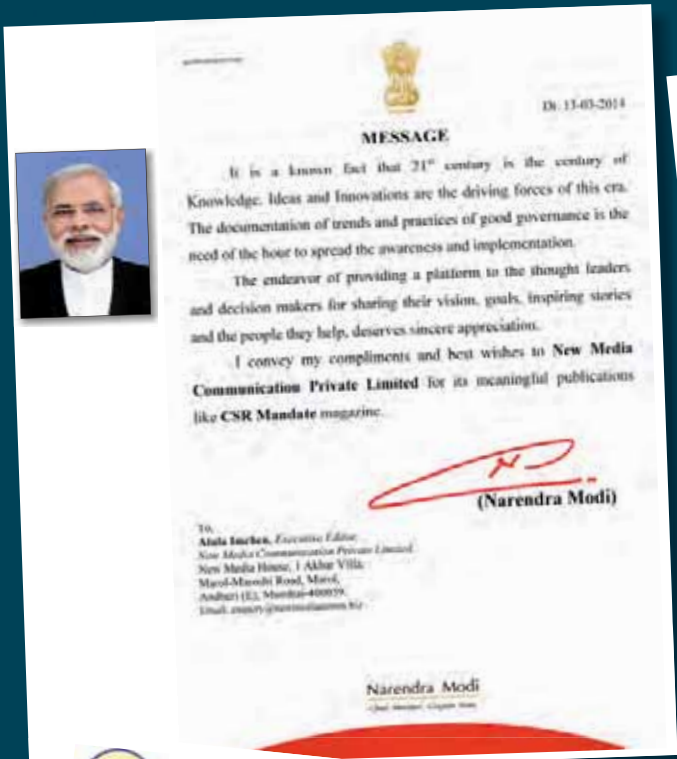 Dt. 13-03-2014
MESSAGE
It is a known fact that 21st century is the century of
Knowledge. Ideas and Innovations are the driving forces of this era.
The documentation of trends and practices of good governance is the
need of the hour to spread the awareness and implementation.
The endeavor of providing a platform to the thought leaders
and decision makers for sharing their vision, goals, inspiring stories
and the people they help, deserves sincere appreciation.
I convey my compliments and best wishes to New Media
Communication Private Limited for its meaningful publications
like CSR Mandate magazine.
(Narendra Modi)
To,
Executive Editor
New Media Communication Private Limited
New Media House, 1 Akbar Villa,
Marol-Maroshi Road, Marol,
Andheri (E), Mumbai-400059.
Email:
Narendra Modi
Chief Minister, Gujarat State